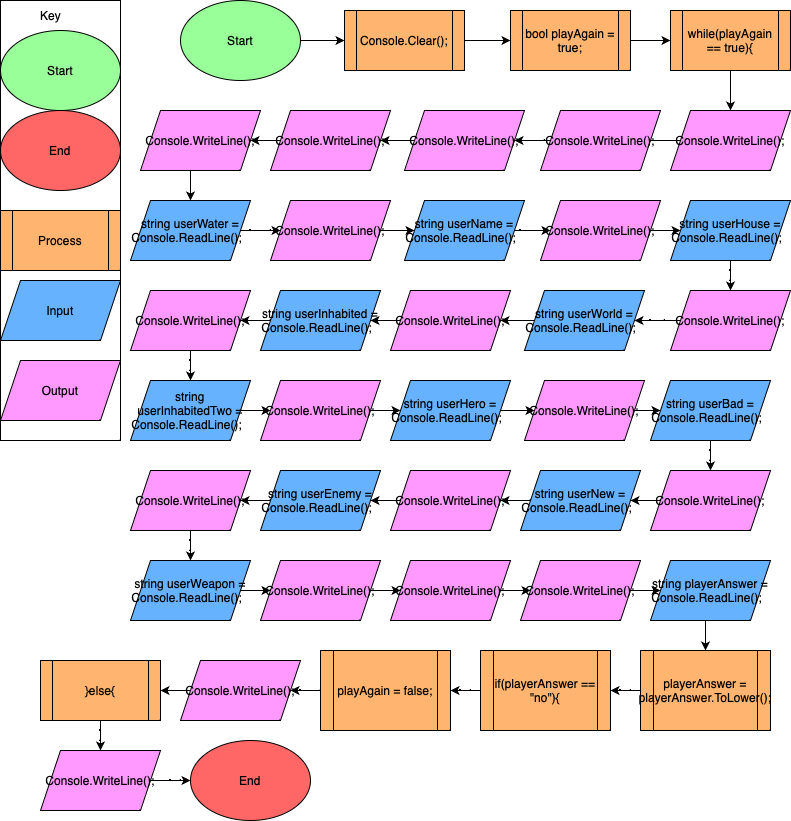 Key
Start
End
Process
Input
Output
Start
Console.Clear();
bool playAgain =
true;
while(playAgain
== true){
Console.WriteLine();
Console.WriteLine();
Console.WriteLine();
Console.WriteLine();
Console.WriteLine();
string userWater =
Console.ReadLine();
Console.WriteLine();
string userName =
Console.ReadLine();
Console.WriteLine();
string userHouse =
Console.ReadLine();
Console.WriteLine();
string userWorld =
Console.ReadLine();
Console.WriteLine();
string userInhabited =
Console.ReadLine();
Console.WriteLine();
string
userInhabitedTwo =
Console.ReadLine();
Console.WriteLine();
string userHero =
Console.ReadLine();
Console.WriteLine();
string userBad =
Console.ReadLine();
Console.WriteLine();
string userNew =
Console.ReadLine();
Console.WriteLine();
string userEnemy =
Console.ReadLine();
Console.WriteLine();
string userWeapon =
Console.ReadLine();
Console.WriteLine();
Console.WriteLine();
Console.WriteLine();
string playerAnswer =
Console.ReadLine();
playerAnswer =
playerAnswer.ToLower();
if(playerAnswer ==
"no"){
playAgain = false;
Console.WriteLine();
}else{
Console.WriteLine();
End